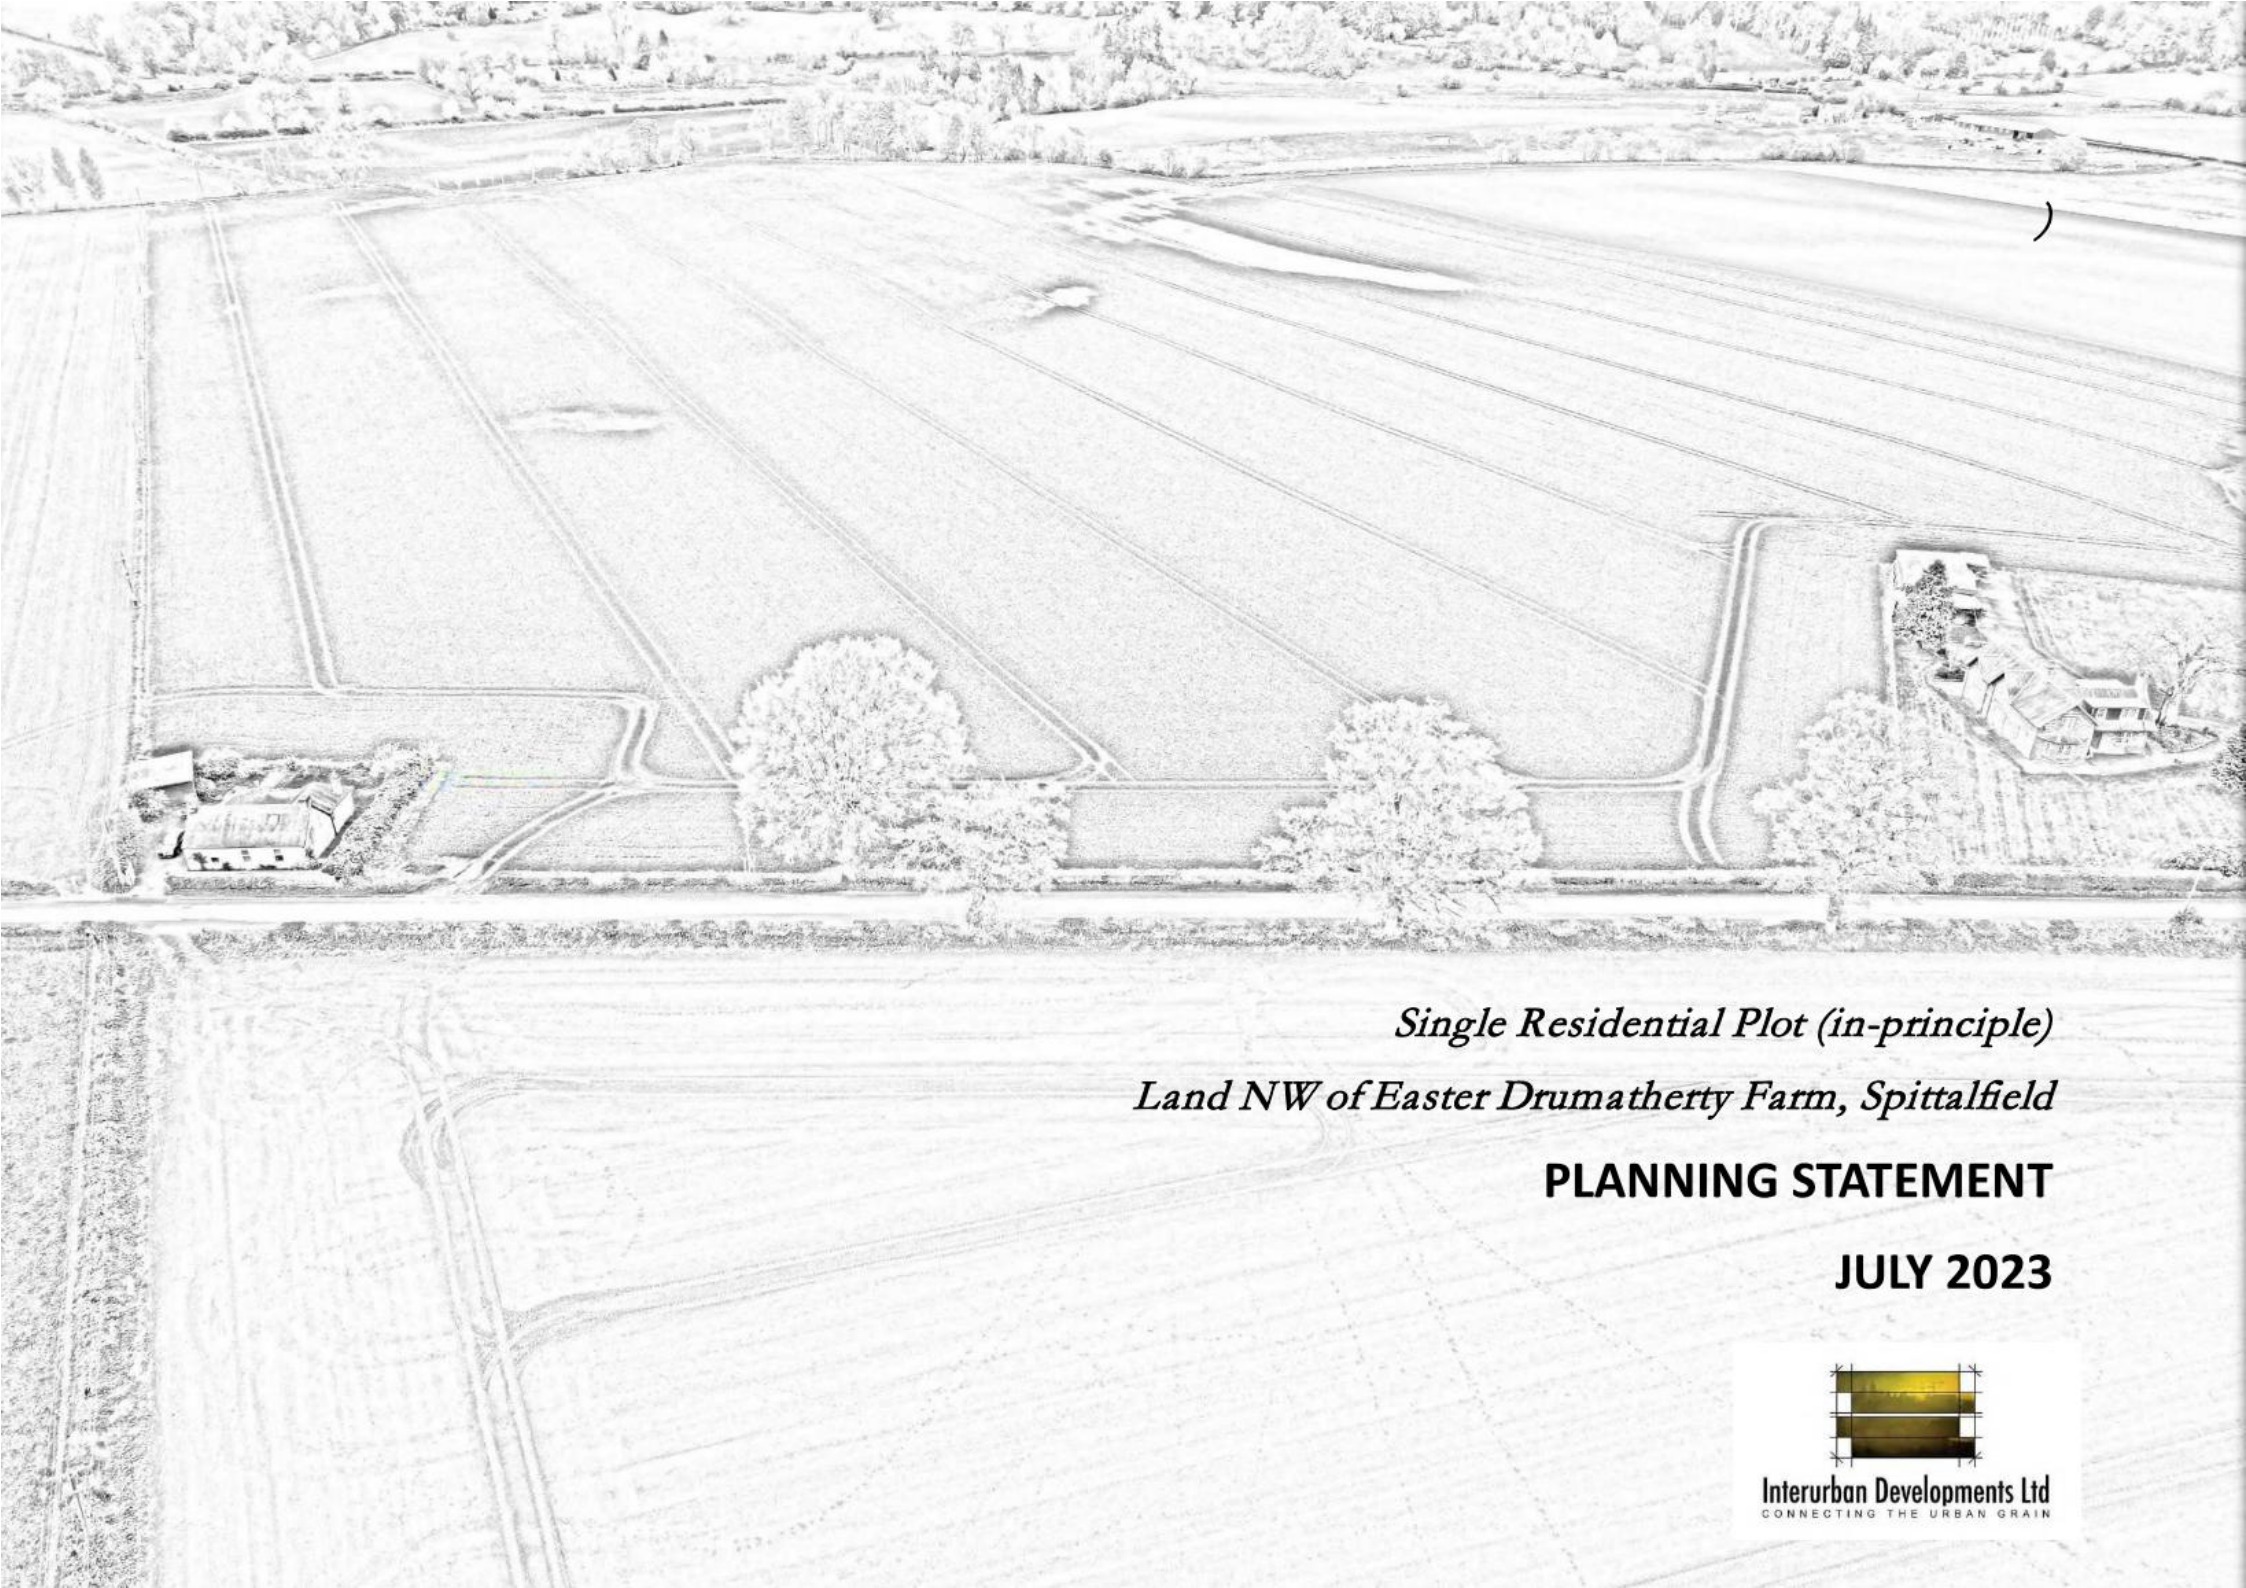 )
Single Residential Plot (in-principle)
Land NW of Easter Drumatherty Farm, Spittalfield
PLANNING STATEMENT
JULY 2023
Interurban Developments Ltd
CONNECTING THE URBAN GRAIN